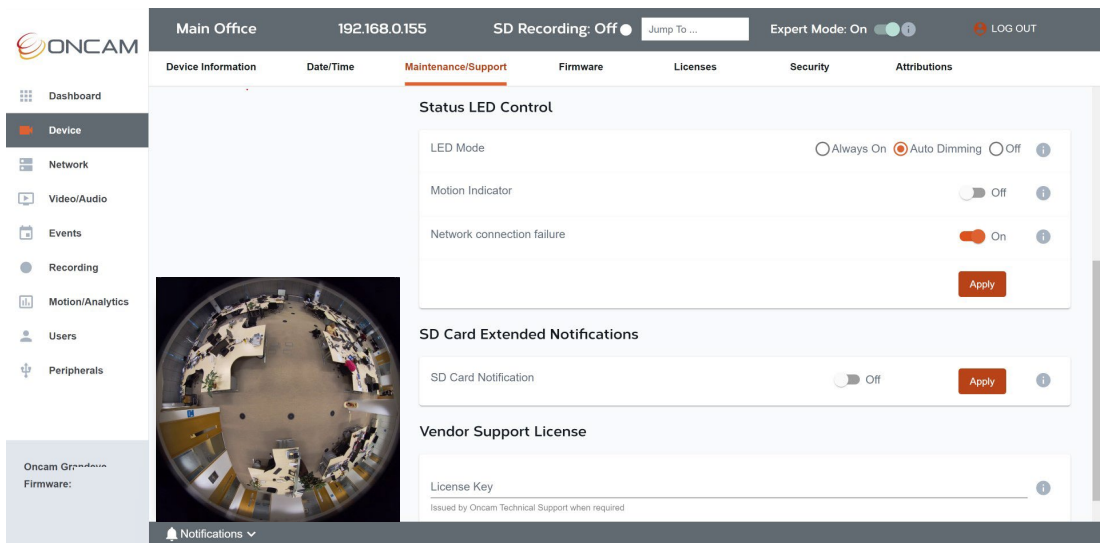 ONCAM
Main Office 192.168.0.155 SD Recording: Off Jump To ... Expert Mode: On LOG OUT
Device Information Date/Time Maintenance/Support Firmware Licenses Security Attributions
Dashboard
Device
Network
Video/Audio
Events
Recording
Motion/Analytics
Users
Peripherals
Oncam
Firmware:
Status LED Control
LED Mode Always On Auto Dimming Off
Motion Indicator Off
Network connection failure On
Apply
SD Card Extended Notifications
SD Card Notification Off Apply
Vendor Support License
License Key
Issued by Oncam Technical Support when required
Notifications